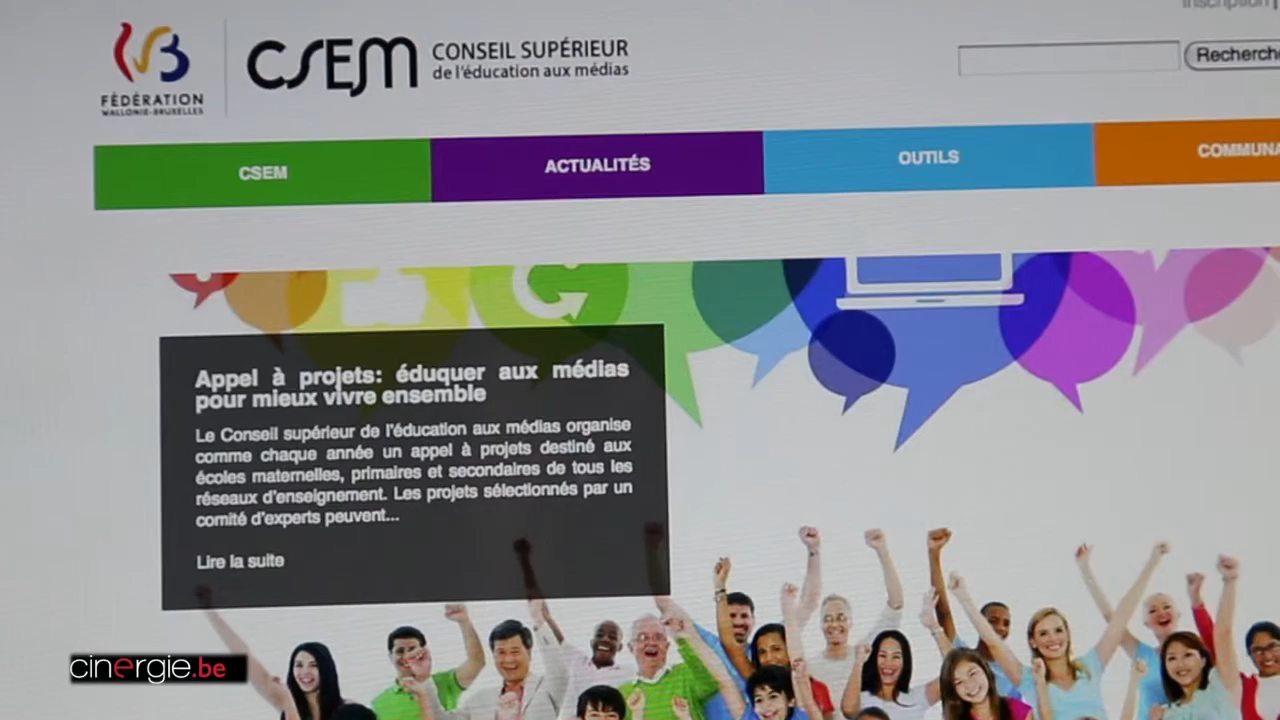 Inscription
FÉDÉRATION
WALLONIE-BRUXELLES
CSEM
CONSEIL SUPÉRIEUR
de l'éducation aux médias
CSEM
ACTUALITÉS
OUTILS
Appel à projets: éduquer aux médias
pour mieux vivre ensemble
Le Conseil supérieur de l'éducation aux médias organise
comme chaque année un appel à projets destiné aux
écoles maternelles, primaires et secondaires de tous les
réseaux d'enseignement. Les projets sélectionnés par un
comité d'experts peuvent...
Lire la suite
cinergie.be